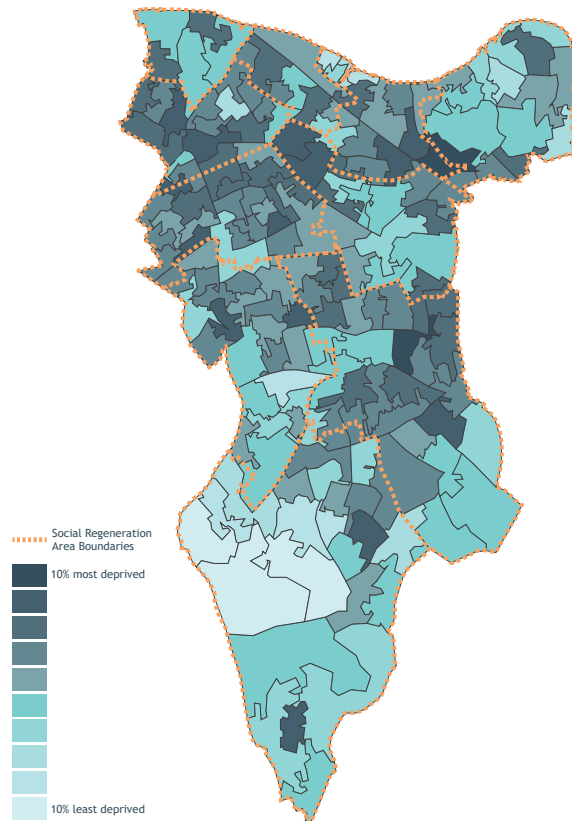 Social Regeneration
Area Boundaries
10% most deprived
10% least deprived